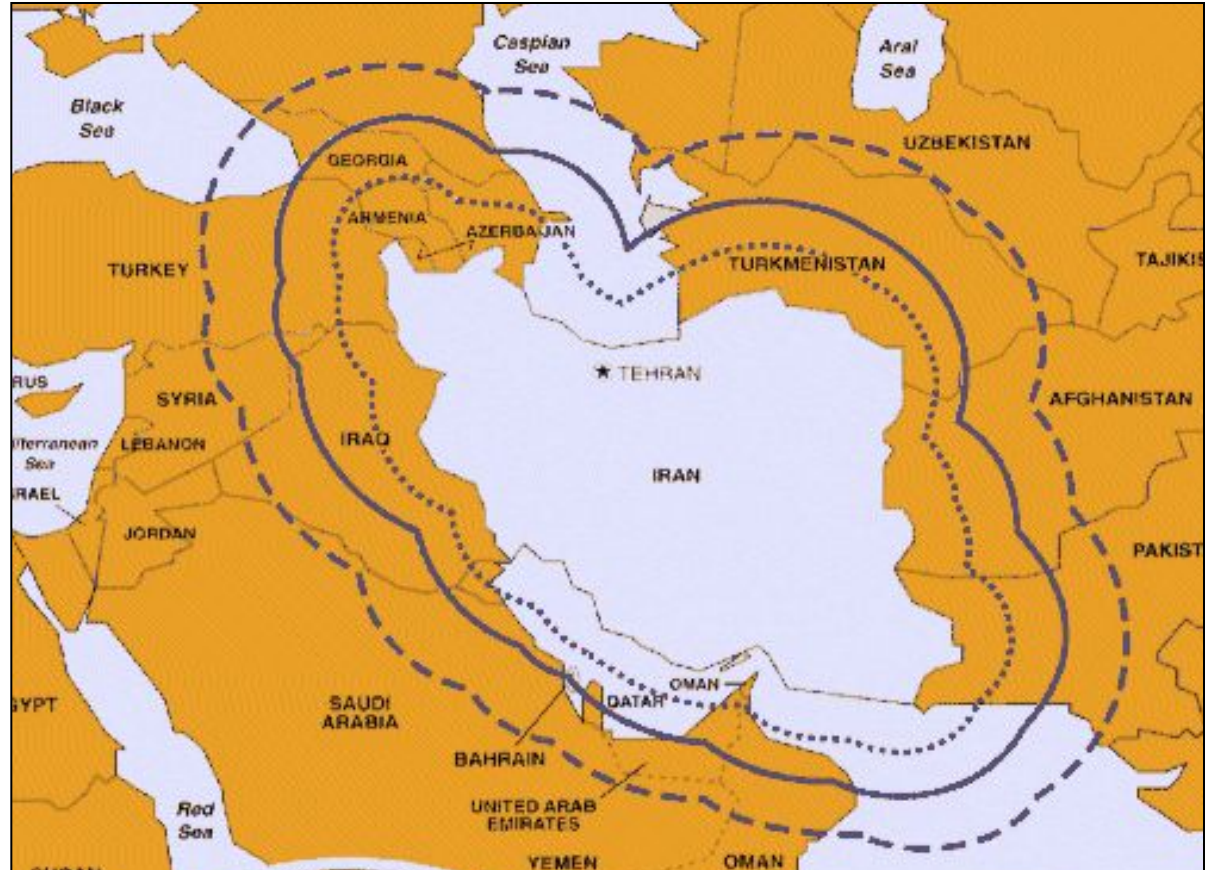 Caspian
Sea
Aral
Sea
Black
Sea
UZBEKISTAN
GEORGIA
ARMENIA
AZERBAIJAN
TAJIKIS
TURKEY
TURKMENISTAN
TEHRAN
RUS
SYRIA
AFGHANISTAN
IRAQ
LEBANON
iterranean
Sea
IRAN
RAEL
JORDAN
PAKIST
OMAN
QATAR
GYPT
SAUDI
ARABIA
BAHRAIN
Red
Sea
UNITED ARAB
EMIRATES
YEMEN
OMAN